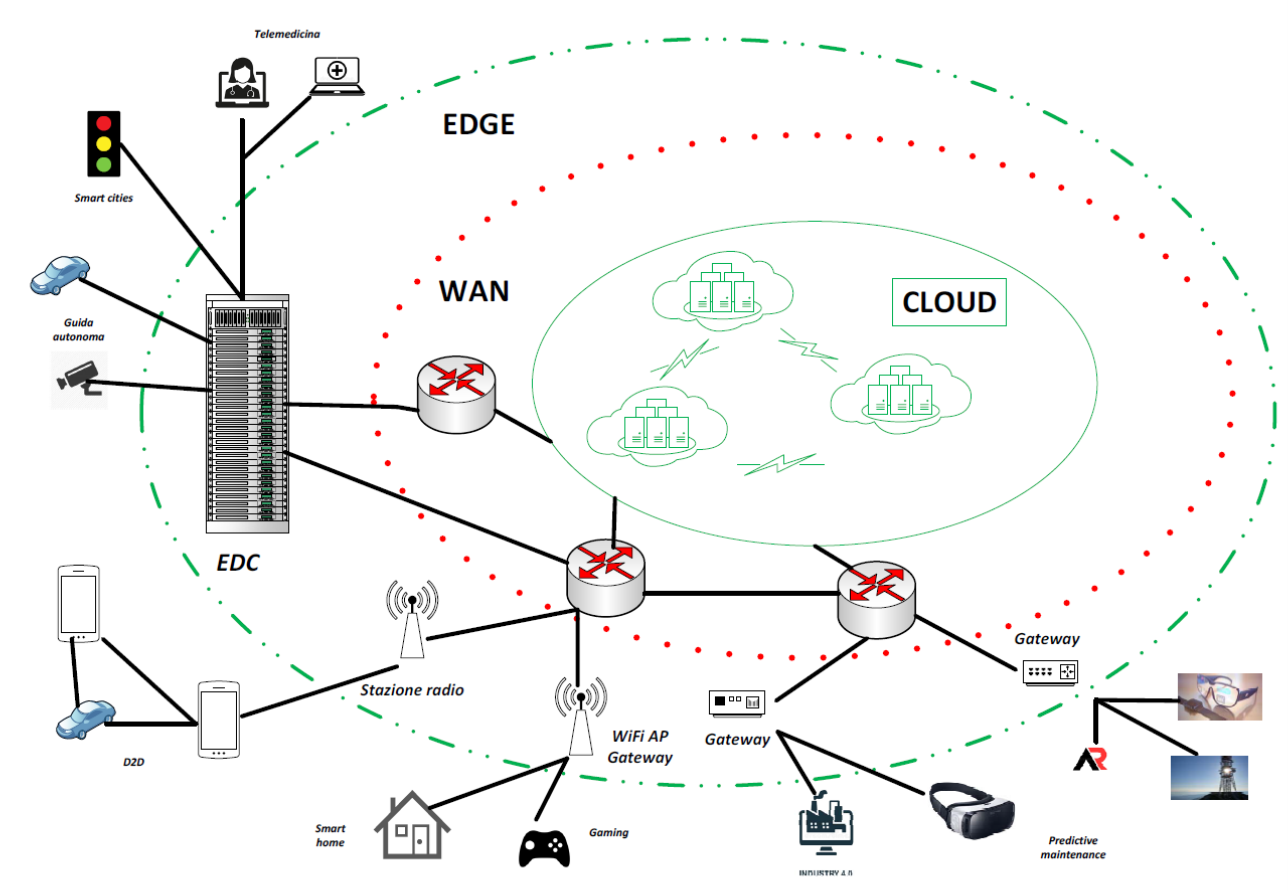 Telemedicina
EDGE
Smart cities
WAN
CLOUD
Guida
autonoma
EDC
Gateway
Stazione radio
WiFi AP
Gateway
Gateway
D2D
AR
Smart
home
Gaming
Predictive
maintenance
INDUSTRY 4.0